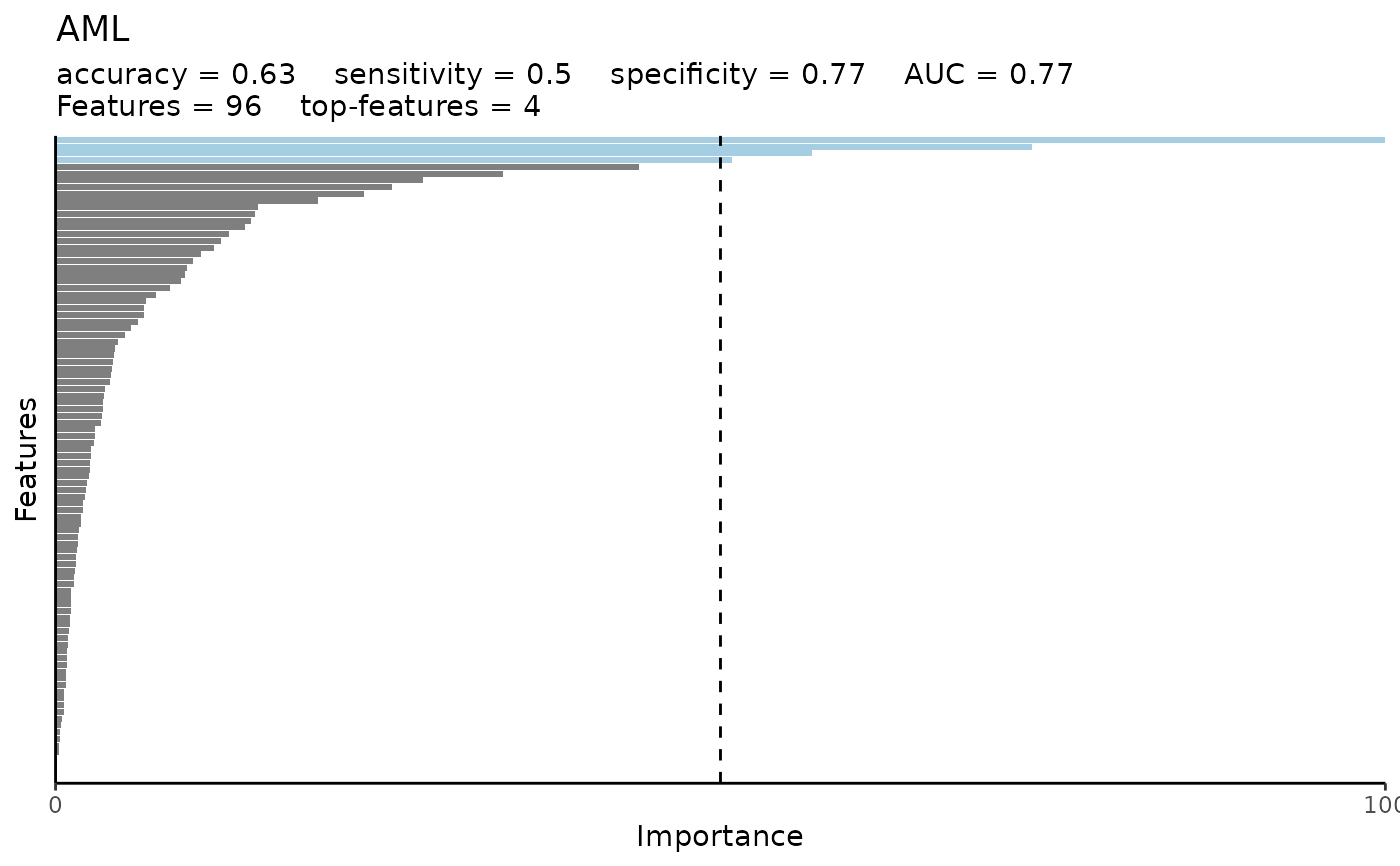 AML
accuracy = 0.63 sensitivity = 0.5 specificity = 0.77 AUC = 0.77
Features = 96 top-features = 4
Features
0
100
Importance